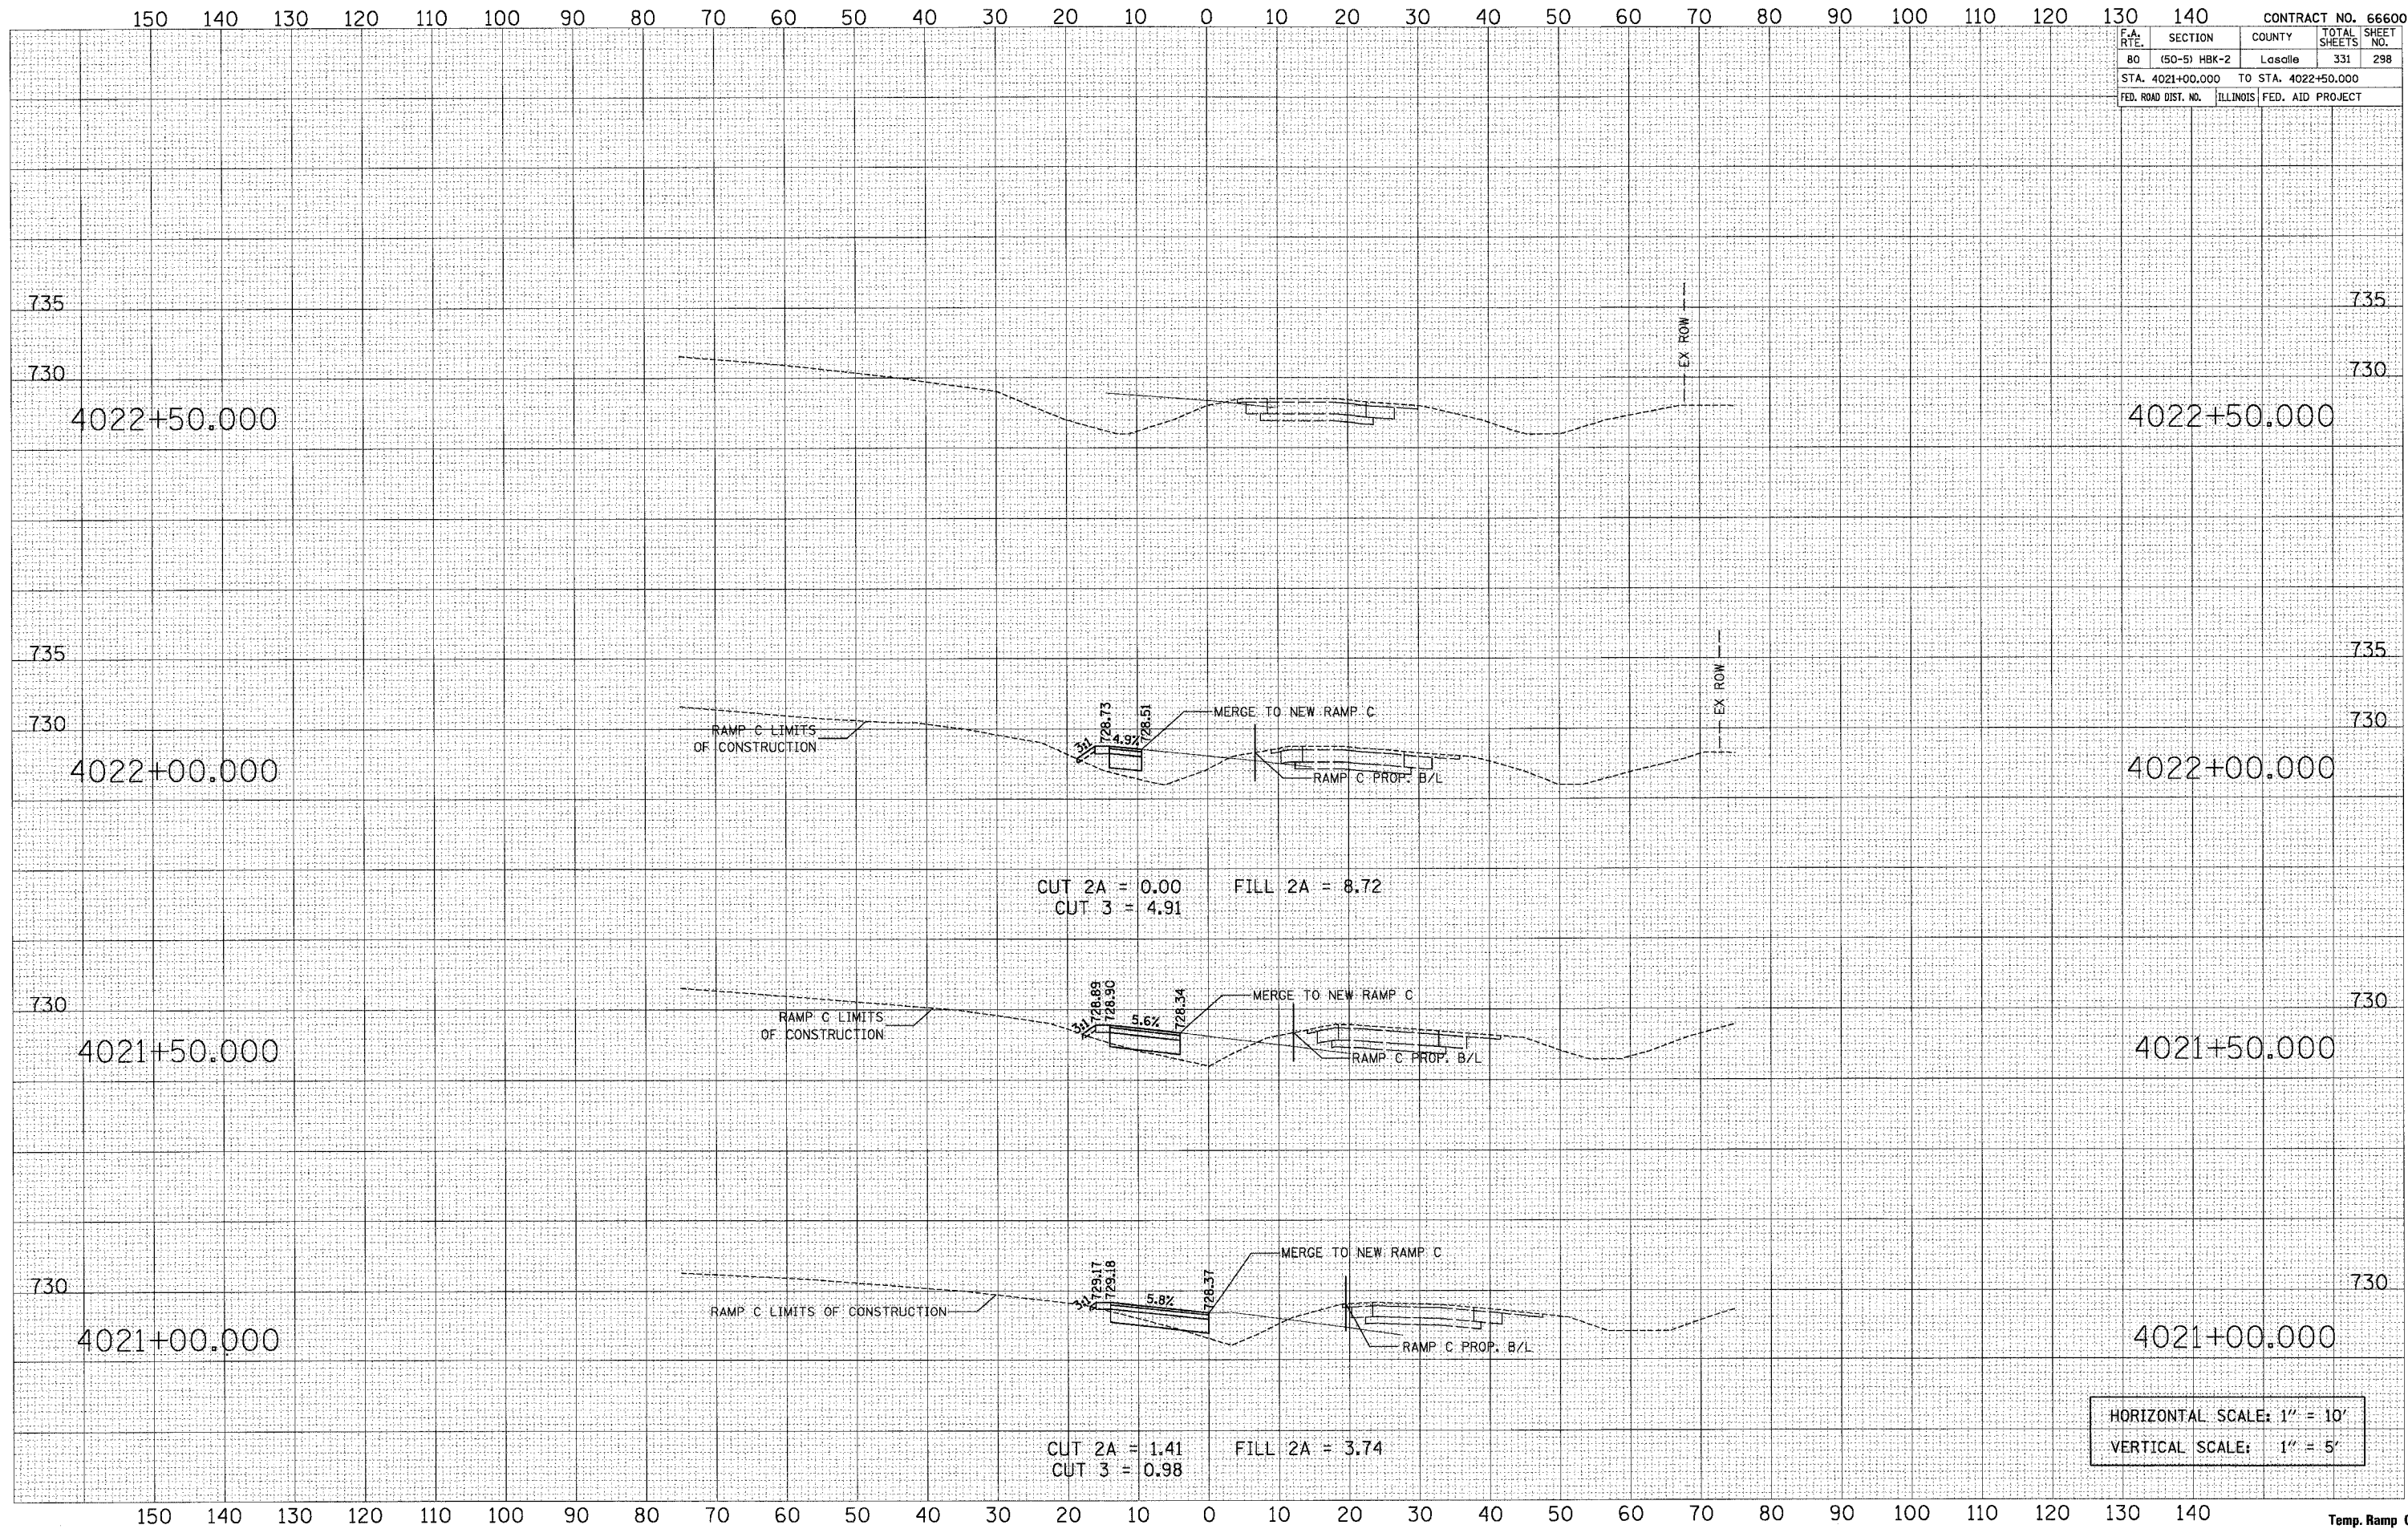 150 140 130 120 110 100 90 80 70 60 50 40 30 20 10 0 10 20 30 40 50 60 70 80 90 100 110 120 130 140
CONTRACT NO. 66600
F.A. RTE. SECTION COUNTY TOTAL SHEETS SHEET NO.
80 (50-5) HBK-2 Lasalle 331 298
STA. 4021+00.000 TO STA. 4022+50.000
FED. ROAD DIST. NO. ILLINOIS FED. AID PROJECT
735 735
EX ROW
730 730
4022+50.000 4022+50.000
735 735
EX ROW
730 730
RAMP C LIMITS
OF CONSTRUCTION
3:1
728.73
4.9%
728.51
MERGE TO NEW RAMP C
RAMP C PROP. B/L
4022+00.000 4022+00.000
CUT 2A = 0.00 FILL 2A = 8.72
CUT 3 = 4.91
730 730
RAMP C LIMITS
OF CONSTRUCTION
3:1
728.89
728.90
5.6%
728.34
MERGE TO NEW RAMP C
RAMP C PROP. B/L
4021+50.000 4021+50.000
730 730
RAMP C LIMITS OF CONSTRUCTION
3:1
729.17
729.18
5.8%
728.37
MERGE TO NEW RAMP C
RAMP C PROP. B/L
4021+00.000 4021+00.000
CUT 2A = 1.41 FILL 2A = 3.74
CUT 3 = 0.98
HORIZONTAL SCALE: 1" = 10'
VERTICAL SCALE: 1" = 5'
150 140 130 120 110 100 90 80 70 60 50 40 30 20 10 0 10 20 30 40 50 60 70 80 90 100 110 120 130 140
Temp. Ramp